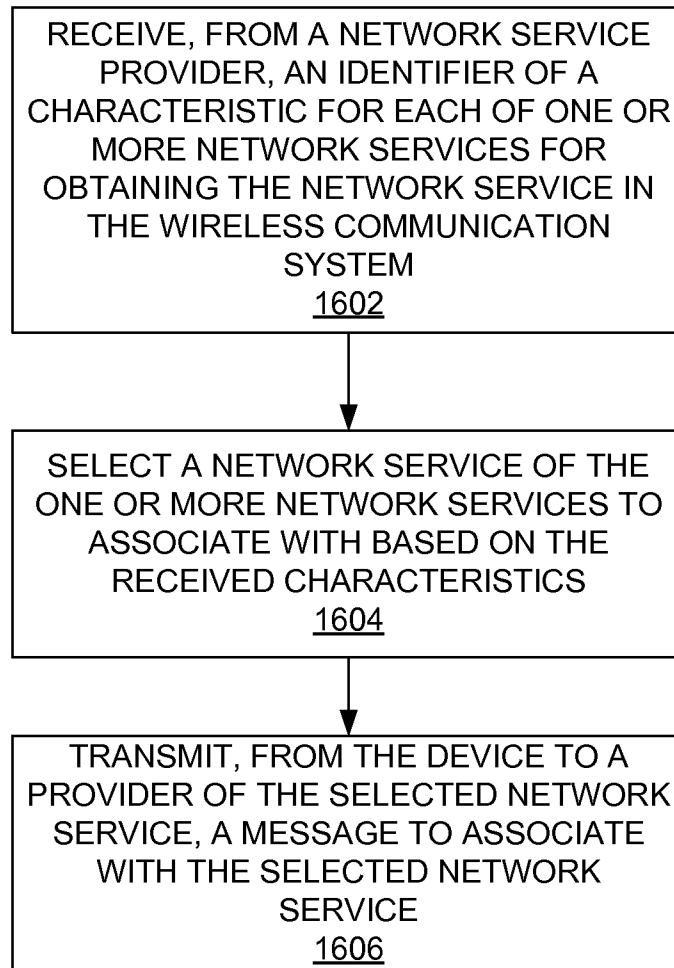 RECEIVE, FROM A NETWORK SERVICE
PROVIDER, AN IDENTIFIER OF A
CHARACTERISTIC FOR EACH OF ONE OR
MORE NETWORK SERVICES FOR
OBTAINING THE NETWORK SERVICE IN
THE WIRELESS COMMUNICATION
SYSTEM
1602
SELECT A NETWORK SERVICE OF THE
ONE OR MORE NETWORK SERVICES TO
ASSOCIATE WITH BASED ON THE
RECEIVED CHARACTERISTICS
1604
TRANSMIT, FROM THE DEVICE TO A
PROVIDER OF THE SELECTED NETWORK
SERVICE, A MESSAGE TO ASSOCIATE
WITH THE SELECTED NETWORK
SERVICE
1606